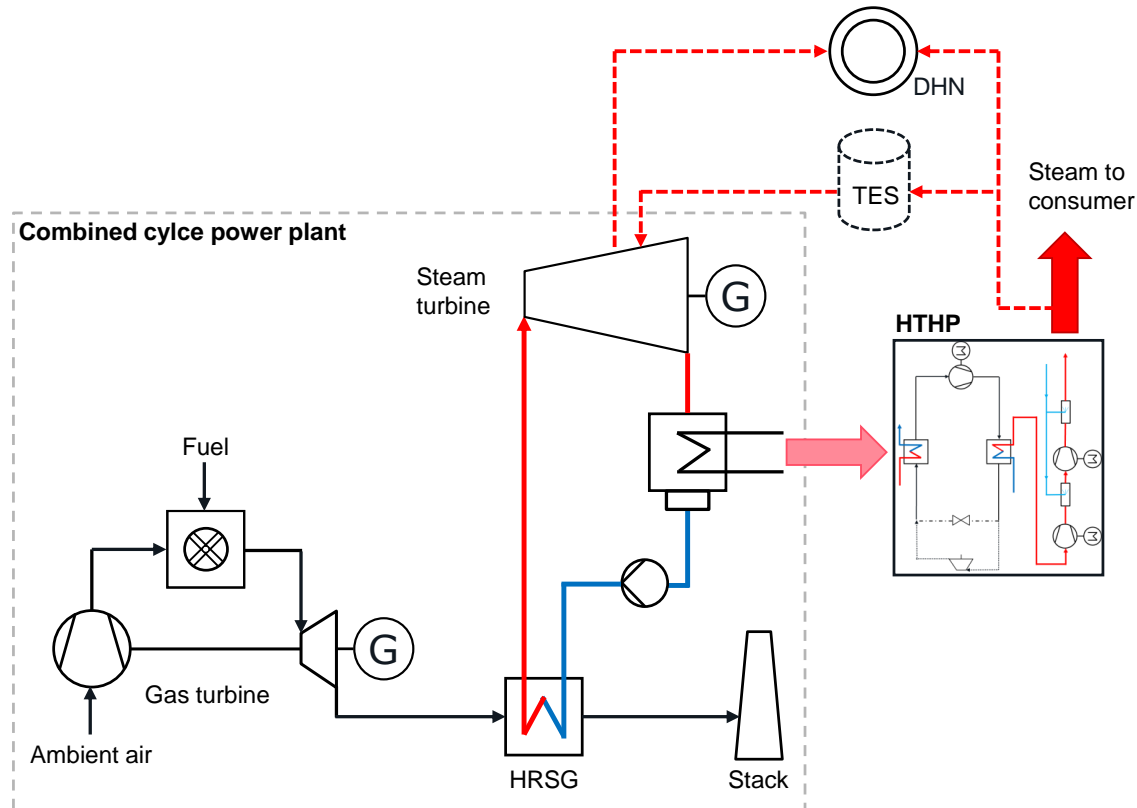 DHN
TES
Steam to
consumer
Combined cylce power plant
Steam
turbine
G
HTHP
M
M
M
Fuel
G
Gas turbine
Ambient air
HRSG
Stack